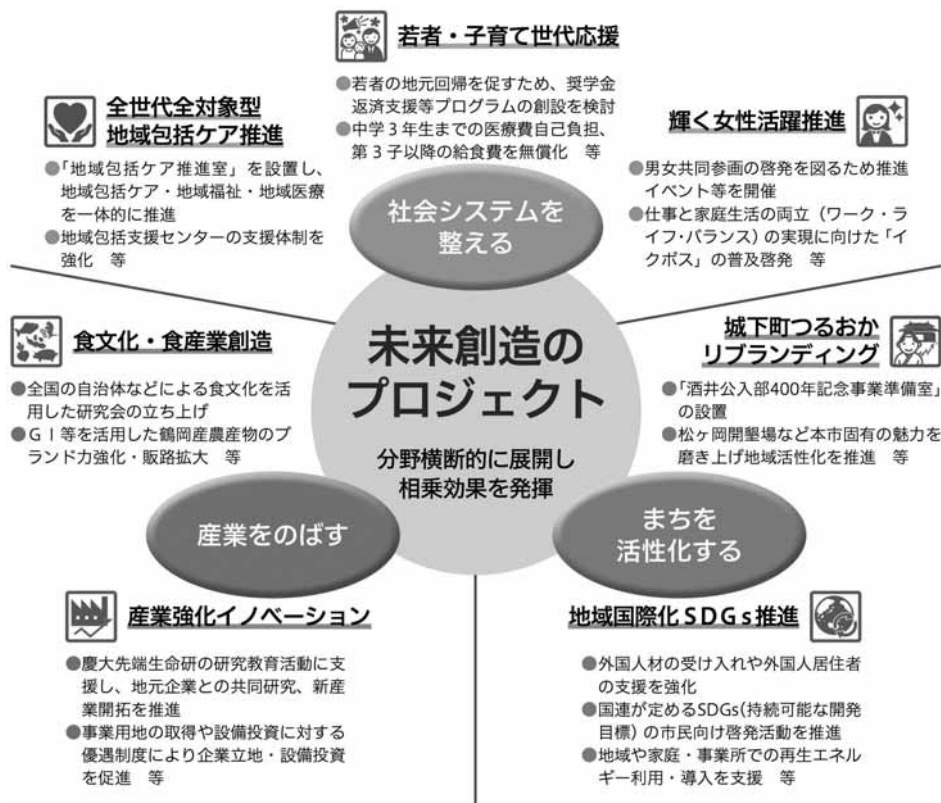 若者・子育て世代応援
●若者の地元回帰を促すため、奨学金
返済支援等プログラムの創設を検討
●中学3年生までの医療費自己負担、
第3子以降の給食費を無償化　等
全世代全対象型
地域包括ケア推進
●「地域包括ケア推進室」を設置し、
地域包括ケア・地域福祉・地域医療
を一体的に推進
●地域包括支援センターの支援体制を
強化　等
輝く女性活躍推進
●男女共同参画の啓発を図るため推進
イベント等を開催
●仕事と家庭生活の両立（ワーク・ラ
イフ・バランス）の実現に向けた「イ
クボス」の普及啓発　等
社会システムを
整える
未来創造の
プロジェクト
分野横断的に展開し
相乗効果を発揮
食文化・食産業創造
●全国の自治体などによる食文化を活
用した研究会の立ち上げ
●ＧＩ等を活用した鶴岡産農産物のブ
ランド力強化・販路拡大　等
城下町つるおか
リブランディング
●「酒井公入部400年記念事業準備室」
の設置
●松ヶ岡開墾場など本市固有の魅力を
磨き上げ地域活性化を推進　等
産業をのばす
まちを
活性化する
産業強化イノベーション
●慶大先端生命研の研究教育活動に支
援し、地元企業との共同研究、新産
業開拓を推進
●事業用地の取得や設備投資に対する
優遇制度により企業立地・設備投資
を促進　等
地域国際化ＳＤＧｓ推進
●外国人材の受け入れや外国人居住者
の支援を強化
●国連が定めるSDGs(持続可能な開発
目標）の市民向け啓発活動を推進
●地域や家庭・事業所での再生エネル
ギー利用・導入を支援　等